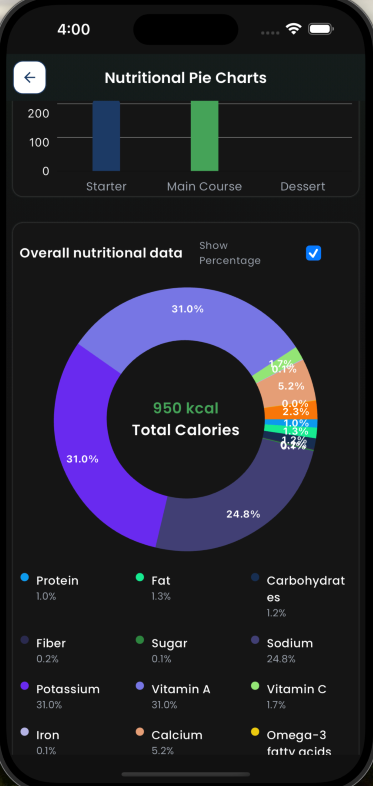 4:00
Nutritional Pie Charts
200
100
0
Starter Main Course Dessert
Overall nutritional data
Show
Percentage
31.0%
1.7%
0.1%
5.2%
0.0%
2.3%
1.0%
1.3%
1.2%
950 kcal
Total Calories
31.0%
24.8%
Protein
1.0%
Fat
1.3%
Carbohydrat
es
1.2%
Fiber
0.2%
Sugar
0.1%
Sodium
24.8%
Potassium
31.0%
Vitamin A
31.0%
Vitamin C
1.7%
Iron
0.1%
Calcium
5.2%
Omega-3
fatty acids